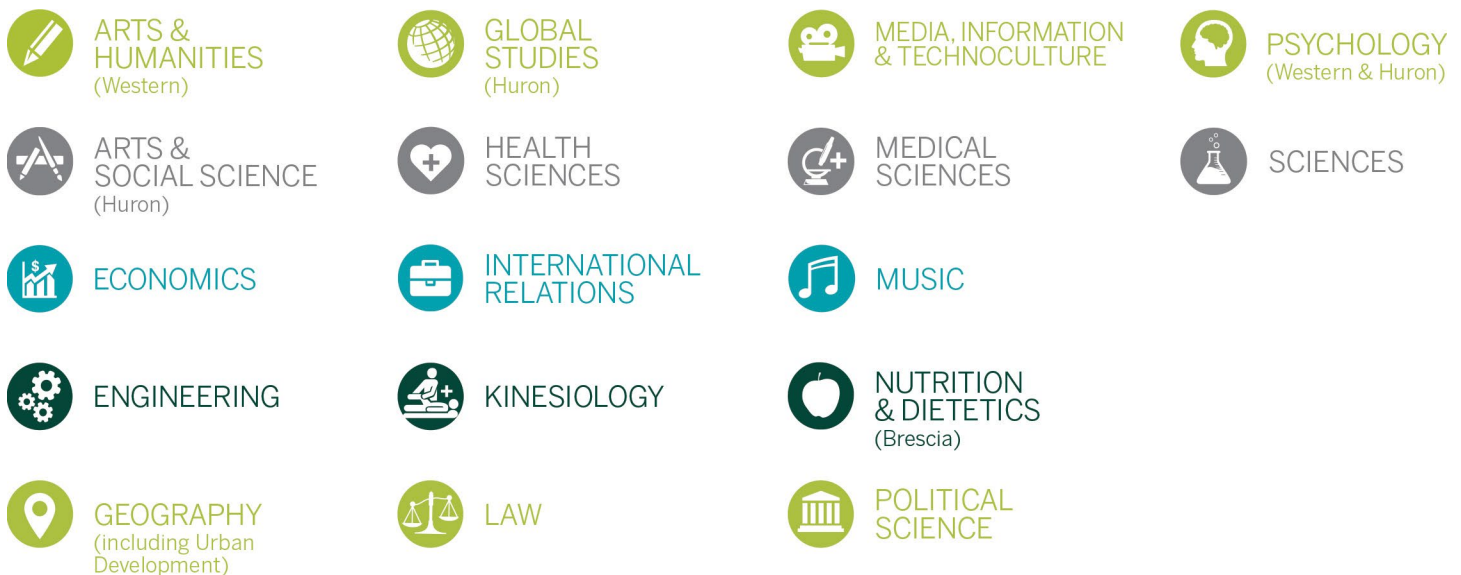 ARTS &
HUMANITIES
(Western)
ARTS &
SOCIAL SCIENCE
(Huron)
$
ECONOMICS
ENGINEERING
GEOGRAPHY
(including Urban
Development)
GLOBAL
STUDIES
(Huron)
HEALTH
SCIENCES
INTERNATIONAL
RELATIONS
KINESIOLOGY
LAW
MEDIA, INFORMATION
& TECHNOCULTURE
MEDICAL
SCIENCES
MUSIC
NUTRITION
& DIETETICS
(Brescia)
POLITICAL
SCIENCE
PSYCHOLOGY
(Western & Huron)
SCIENCES